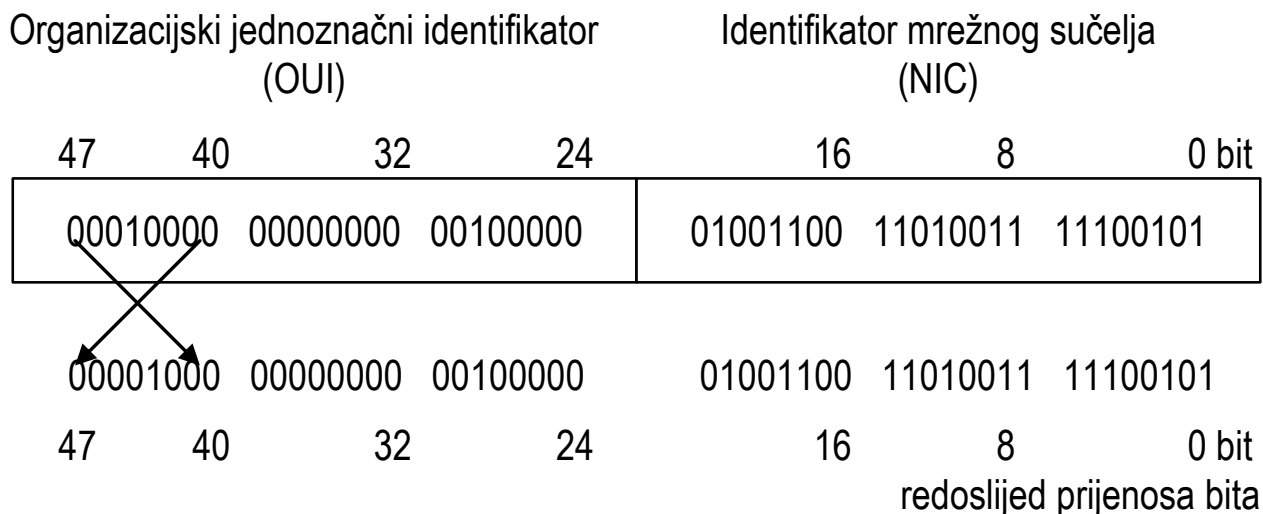 Organizacijski jednoznačni identifikator Identifikator mrežnog sučelja
(OUI) (NIC)
47 40 32 24 16 8 0 bit
00010000 00000000 00100000 01001100 11010011 11100101
00001000 00000000 00100000 01001100 11010011 11100101
47 40 32 24 16 8 0 bit
redoslijed prijenosa bita